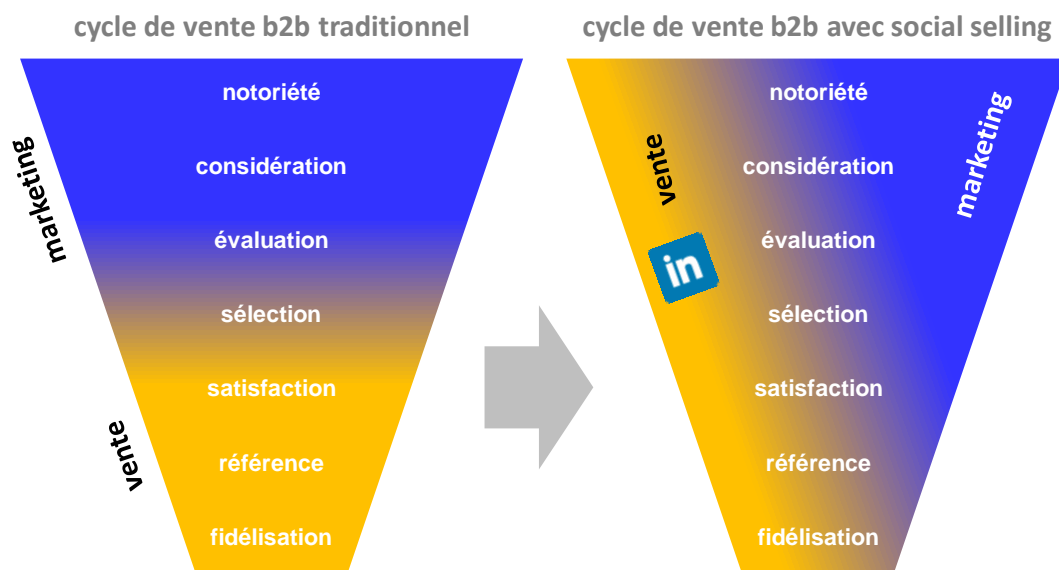 cycle de vente b2b traditionnel
notoriété
considération
évaluation
sélection
satisfaction
référence
fidélisation
marketing
vente
cycle de vente b2b avec social selling
notoriété
considération
évaluation
sélection
satisfaction
référence
fidélisation
vente
in
marketing